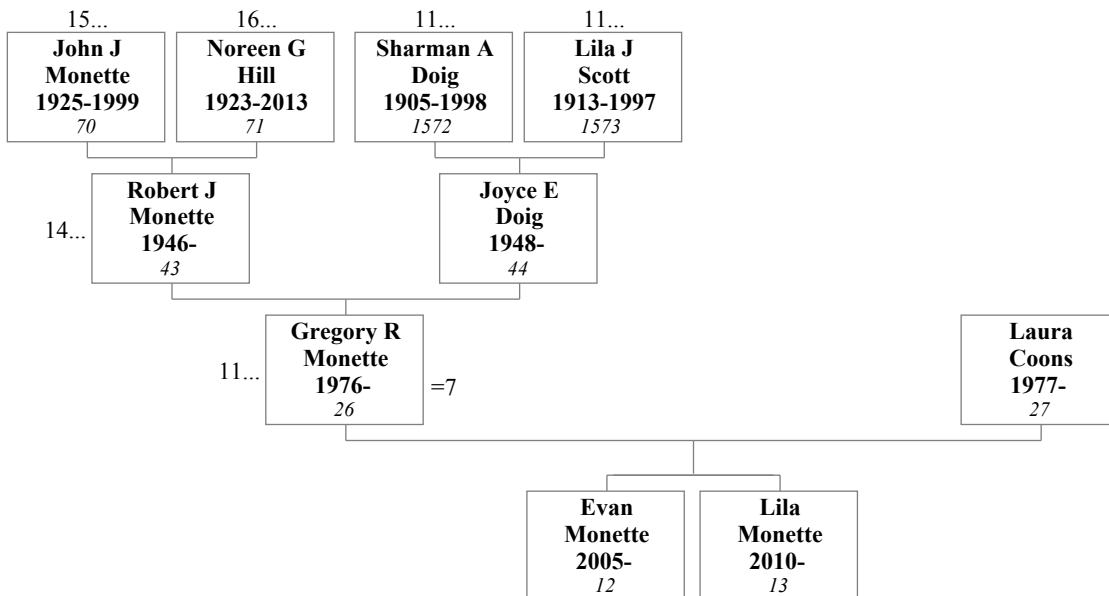 15...
16...
11...
11...
John J
Monette
1925-1999
70
Noreen G
Hill
1923-2013
71
Sharman A
Doig
1905-1998
1572
Lila J
Scott
1913-1997
1573
14...
Robert J
Monette
1946-
43
Joyce E
Doig
1948-
44
11...
Gregory R
Monette
1976-
26
=7
Laura
Coons
1977-
27
Evan
Monette
2005-
12
Lila
Monette
2010-
13